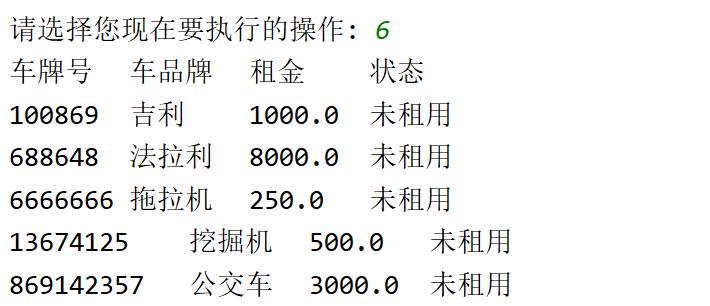 请选择您现在要执行的操作: 6
车牌号 车品牌 租金 状态
100869 吉利 1000.0 未租用
688648 法拉利 8000.0 未租用
6666666 拖拉机 250.0 未租用
13674125 挖掘机 500.0 未租用
869142357 公交车 3000.0 未租用